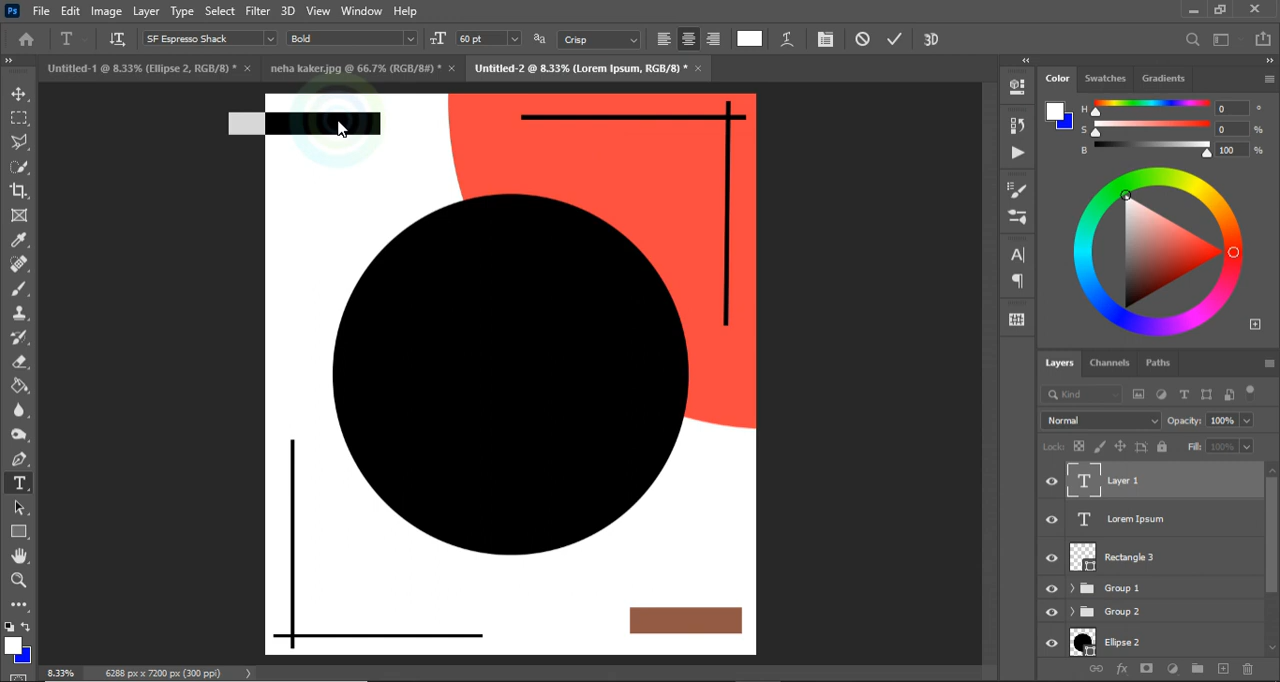 Ps File Edit Image Layer Type Select Filter 3D View Window Help
T SF Espresso Shack Bold 60 pt aa Crisp 3D
Untitled-1 @ 8.33% (Ellipse 2, RGB/8) * × neha kaker.jpg @ 66.7% (RGB/8#) * × Untitled-2 @ 8.33% (Lorem Ipsum, RGB/8) * ×
Color Swatches Gradients
H 0 °
S 0 %
B 100 %
Layers Channels Paths
Kind
Normal Opacity: 100%
Lock: Fill: 100%
T Layer 1
T Lorem Ipsum
Rectangle 3
Group 1
Group 2
Ellipse 2
8.33% 6288 px x 7200 px (300 ppi)